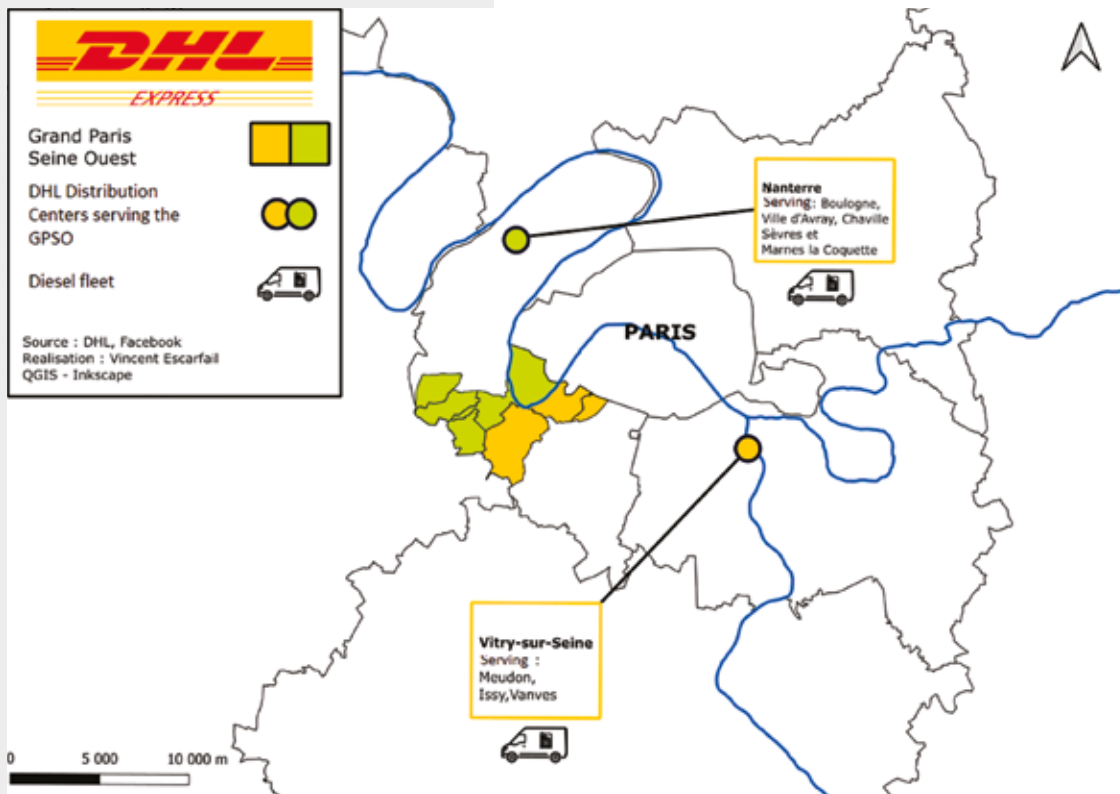 DHL
EXPRESS
Grand Paris
Seine Ouest
DHL Distribution
Centers serving the
GPSO
Diesel fleet
Source : DHL, Facebook
Realisation : Vincent Escarfail
QGIS - Inkscape
Nanterre
Serving: Boulogne,
Ville d'Avray, Chaville
Sèvres et
Marnes la Coquette
PARIS
Vitry-sur-Seine
Serving :
Meudon,
Issy,Vanves
0 5 000 10 000 m